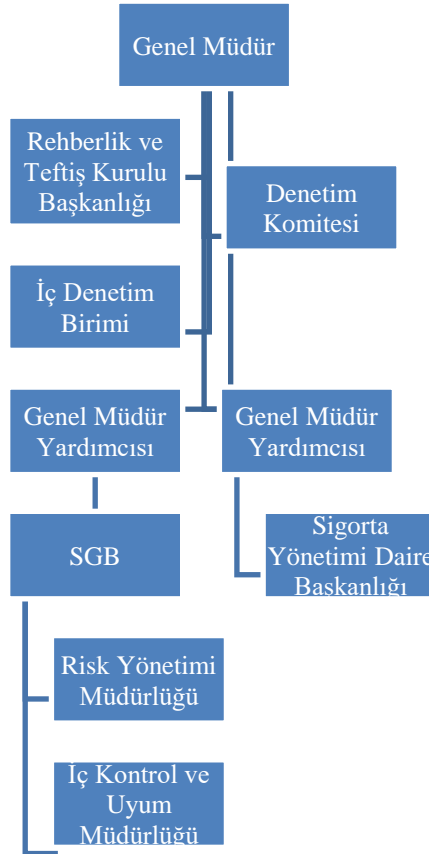 Genel Müdür
Rehberlik ve
Teftiş Kurulu
Başkanlığı
Denetim
Komitesi
İç Denetim
Birimi
Genel Müdür
Yardımcısı
Genel Müdür
Yardımcısı
SGB
Sigorta
Yönetimi Daire
Başkanlığı
Risk Yönetimi
Müdürlüğü
İç Kontrol ve
Uyum
Müdürlüğü